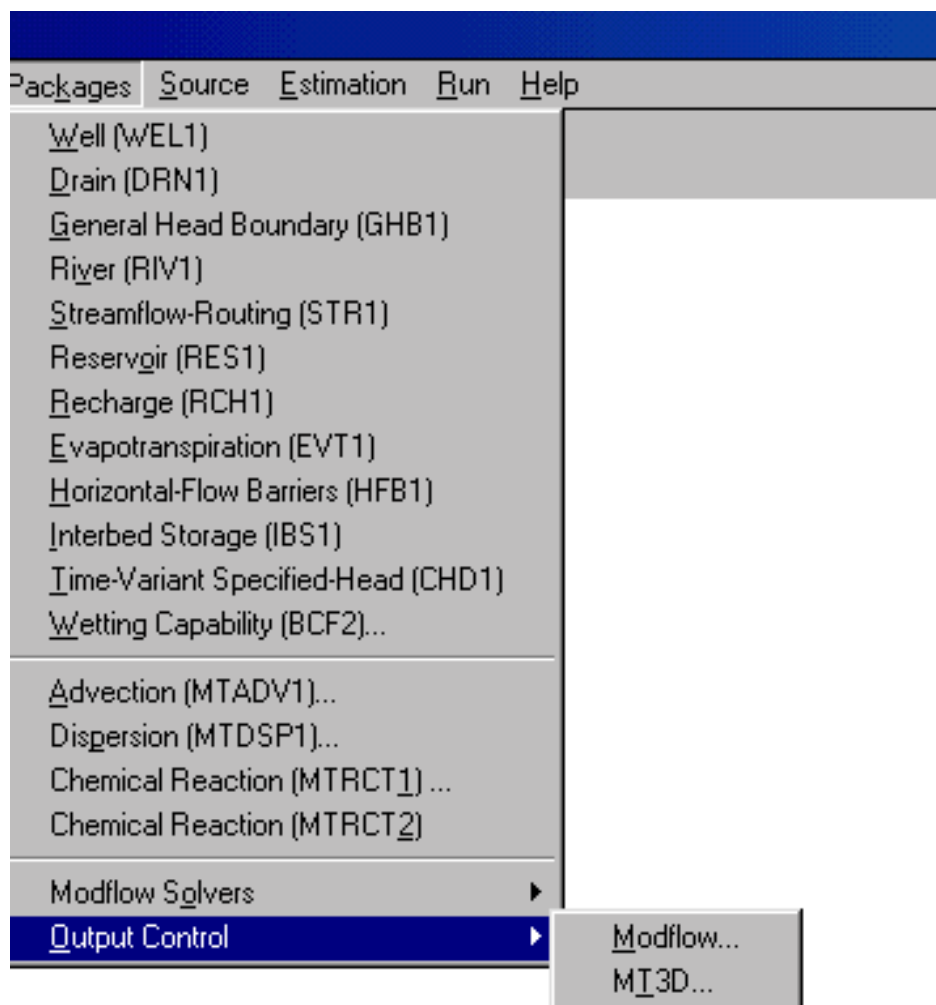 Packages Source Estimation Run Help
Well (WEL1)
Drain (DRN1)
General Head Boundary (GHB1)
River (RIV1)
Streamflow-Routing (STR1)
Reservoir (RES1)
Recharge (RCH1)
Evapotranspiration (EVT1)
Horizontal-Flow Barriers (HFB1)
Interbed Storage (IBS1)
Time-Variant Specified-Head (CHD1)
Wetting Capability (BCF2)...
Advection (MTADV1)...
Dispersion (MTDSP1)...
Chemical Reaction (MTRCT1) ...
Chemical Reaction (MTRCT2)
Modflow Solvers
Output Control
Modflow...
MT3D...